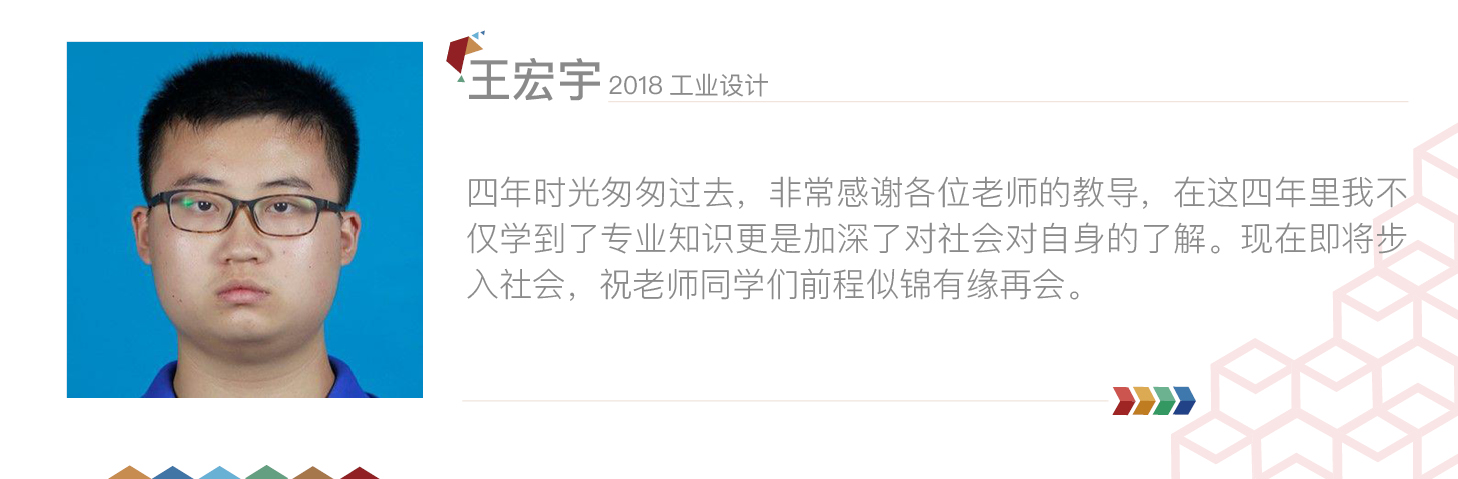 王宏宇 2018 工业设计
四年时光匆匆过去，非常感谢各位老师的教导，在这四年里我不
仅学到了专业知识更是加深了对社会对自身的了解。现在即将步
入社会，祝老师同学们前程似锦有缘再会。